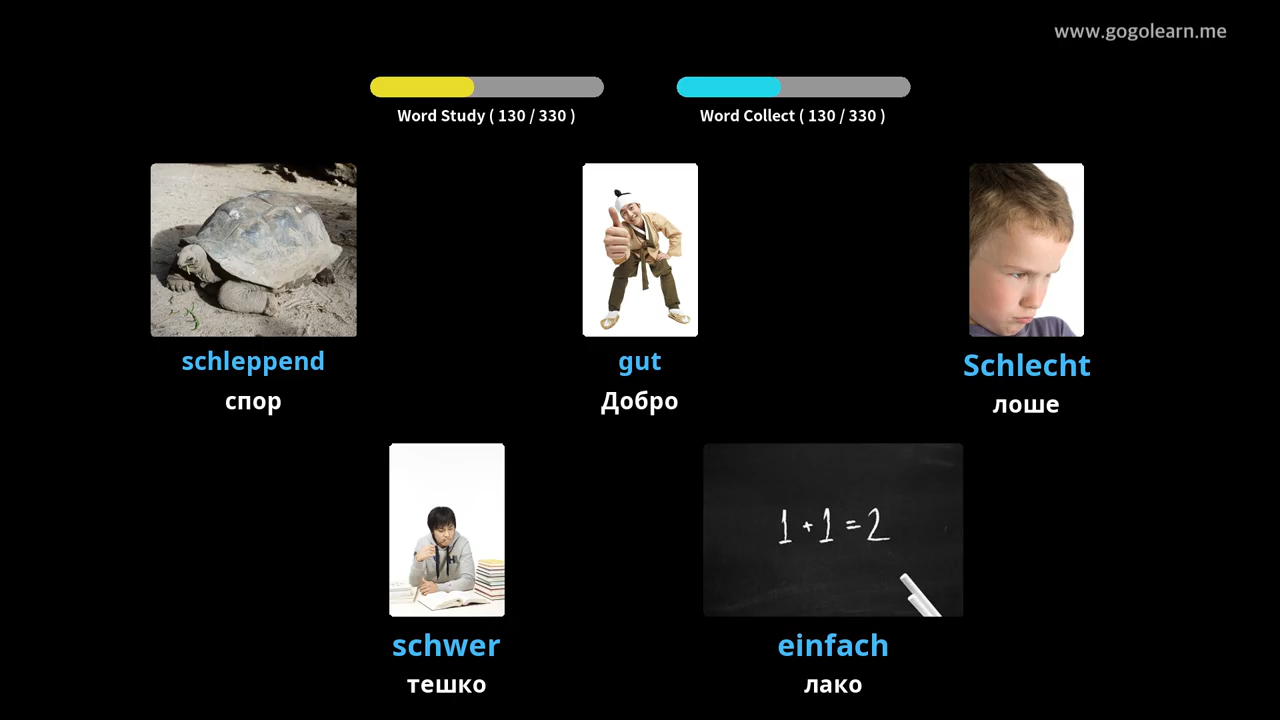 www.gogolearn.me
Word Study ( 130 / 330 )
Word Collect ( 130 / 330 )
schleppend
gut
Schlecht
спор
Добро
лоше
1 + 1 = 2
schwer
einfach
тешко
лако